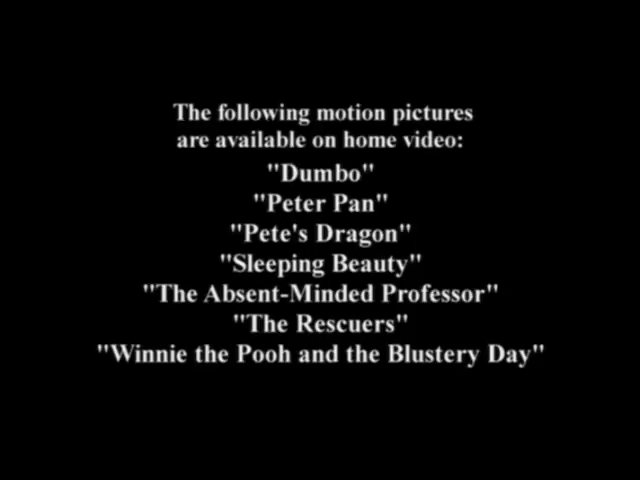 The following motion pictures
are available on home video:
"Dumbo"
"Peter Pan"
"Pete's Dragon"
"Sleeping Beauty"
"The Absent-Minded Professor"
"The Rescuers"
"Winnie the Pooh and the Blustery Day"